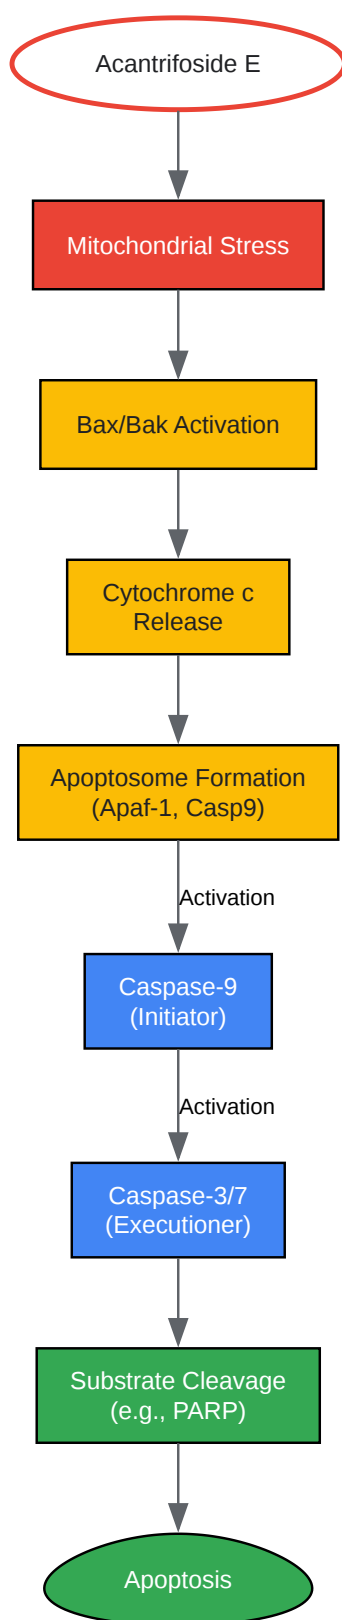 Acantrifoside E
Mitochondrial Stress
Bax/Bak Activation
Cytochrome c
Release
Apoptosome Formation
(Apaf-1, Casp9)
Activation
Caspase-9
(Initiator)
Activation
Caspase-3/7
(Executioner)
Substrate Cleavage
(e.g., PARP)
Apoptosis